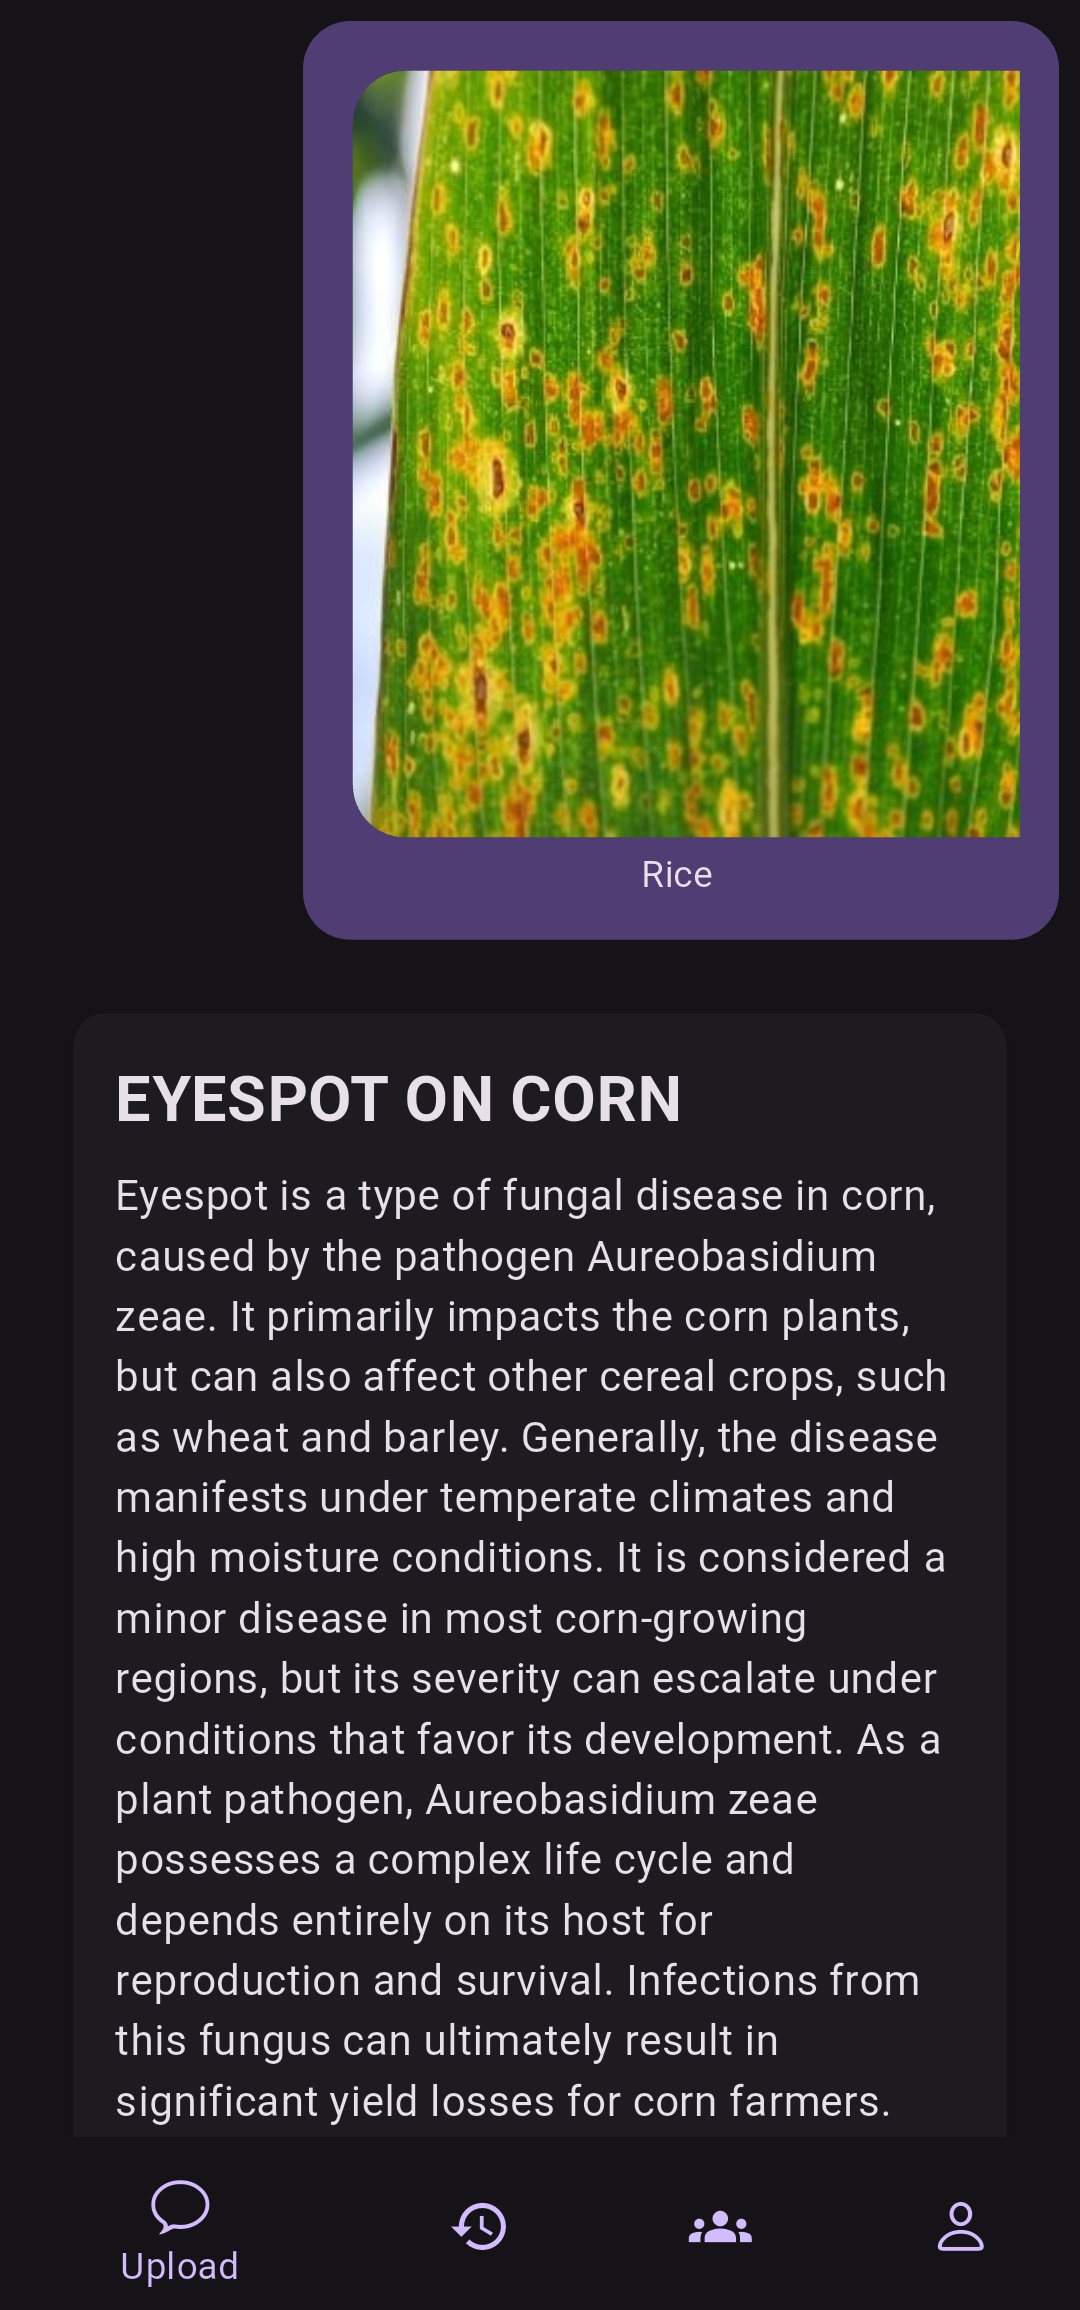 Rice
EYESPOT ON CORN
Eyespot is a type of fungal disease in corn,
caused by the pathogen Aureobasidium
zeae. It primarily impacts the corn plants,
but can also affect other cereal crops, such
as wheat and barley. Generally, the disease
manifests under temperate climates and
high moisture conditions. It is considered a
minor disease in most corn-growing
regions, but its severity can escalate under
conditions that favor its development. As a
plant pathogen, Aureobasidium zeae
possesses a complex life cycle and
depends entirely on its host for
reproduction and survival. Infections from
this fungus can ultimately result in
significant yield losses for corn farmers.
Upload